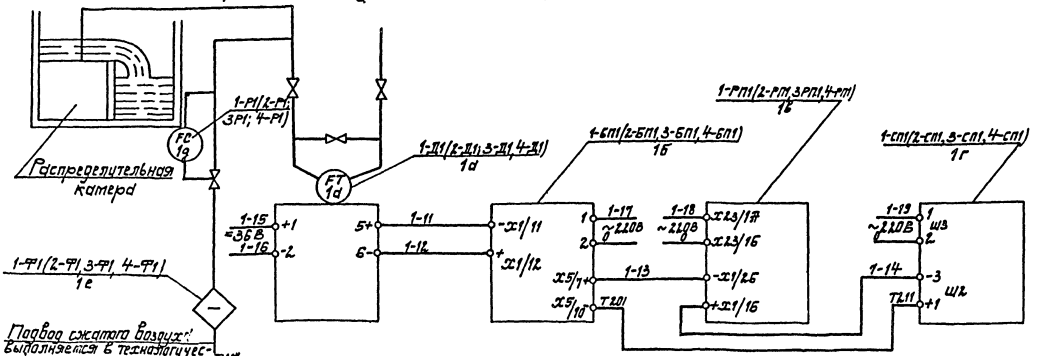 1-Р1(2-Р1;
3Р1; 4-Р1)
FC
1g
Распределительная
камера
1-Д1(2-Д1; 3-Д1, 4-Д1)
1d
FT
1d
1-БП1(2-БП1, 3-БП1, 4-БП1)
1б
1-РП1(2-РП1, 3РП1, 4-РП1)
1в
1-СП1(2-СП1, 3-СП1, 4-СП1)
1г
1-15
=36В
1-16
+1
-2
5+
6-
1-11
1-12
-Х1/11
+
Х1/12
1
2
Х5/7+
Х5/10-
1-17
~220В
1-13
Т201
1-18
~220В
Х23/17
Х23/16
-Х1/25
+Х1/16
1-19
~220В
1
2
Ш3
1-14
-3
Т211
+1
Ш2
1-Ф1(2-Ф1, 3-Ф1, 4-Ф1)
1е
Подвод сжатого воздуха
выполняется в технологичес-